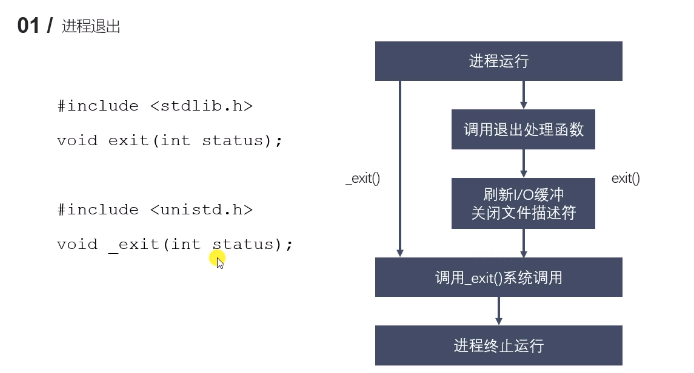 01 / 进程退出
#include <stdlib.h>
void exit(int status);
#include <unistd.h>
void _exit(int status);
进程运行
调用退出处理函数
_exit()
exit()
刷新I/O缓冲
关闭文件描述符
调用_exit()系统调用
进程终止运行